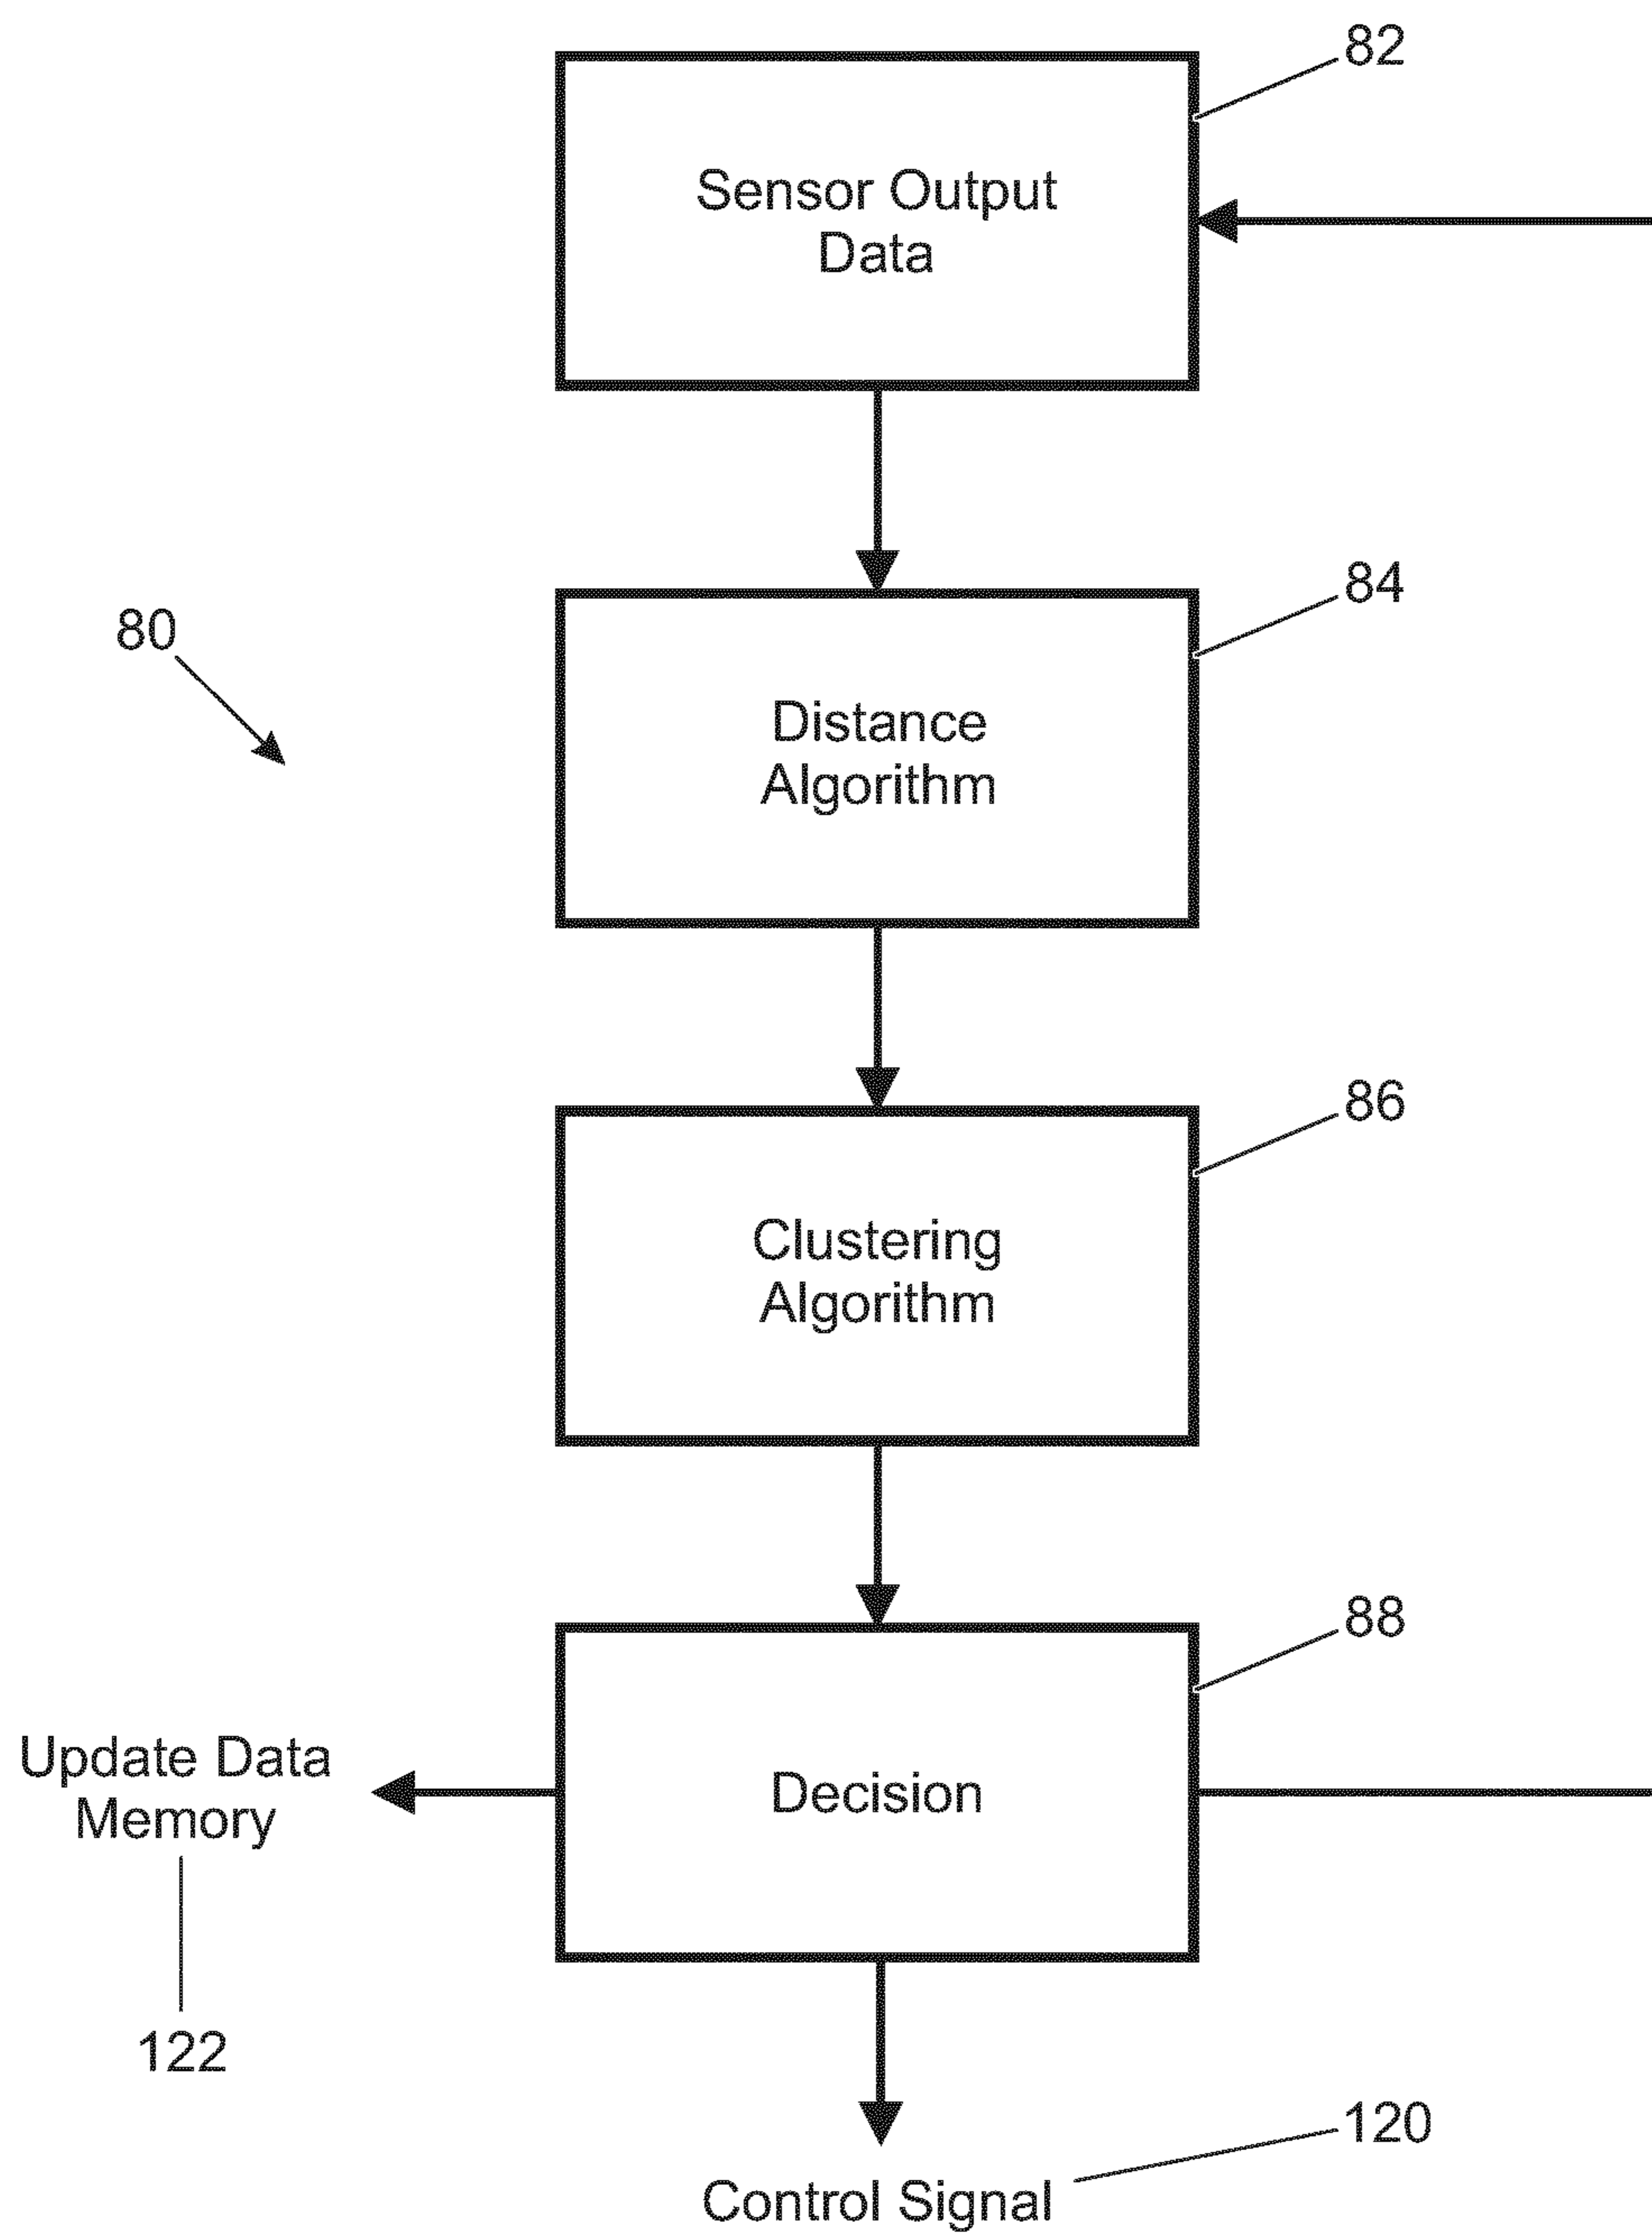 82
Sensor Output
Data
84
80
Distance
Algorithm
86
Clustering
Algorithm
88
Update Data
Memory
Decision
122
120
Control Signal